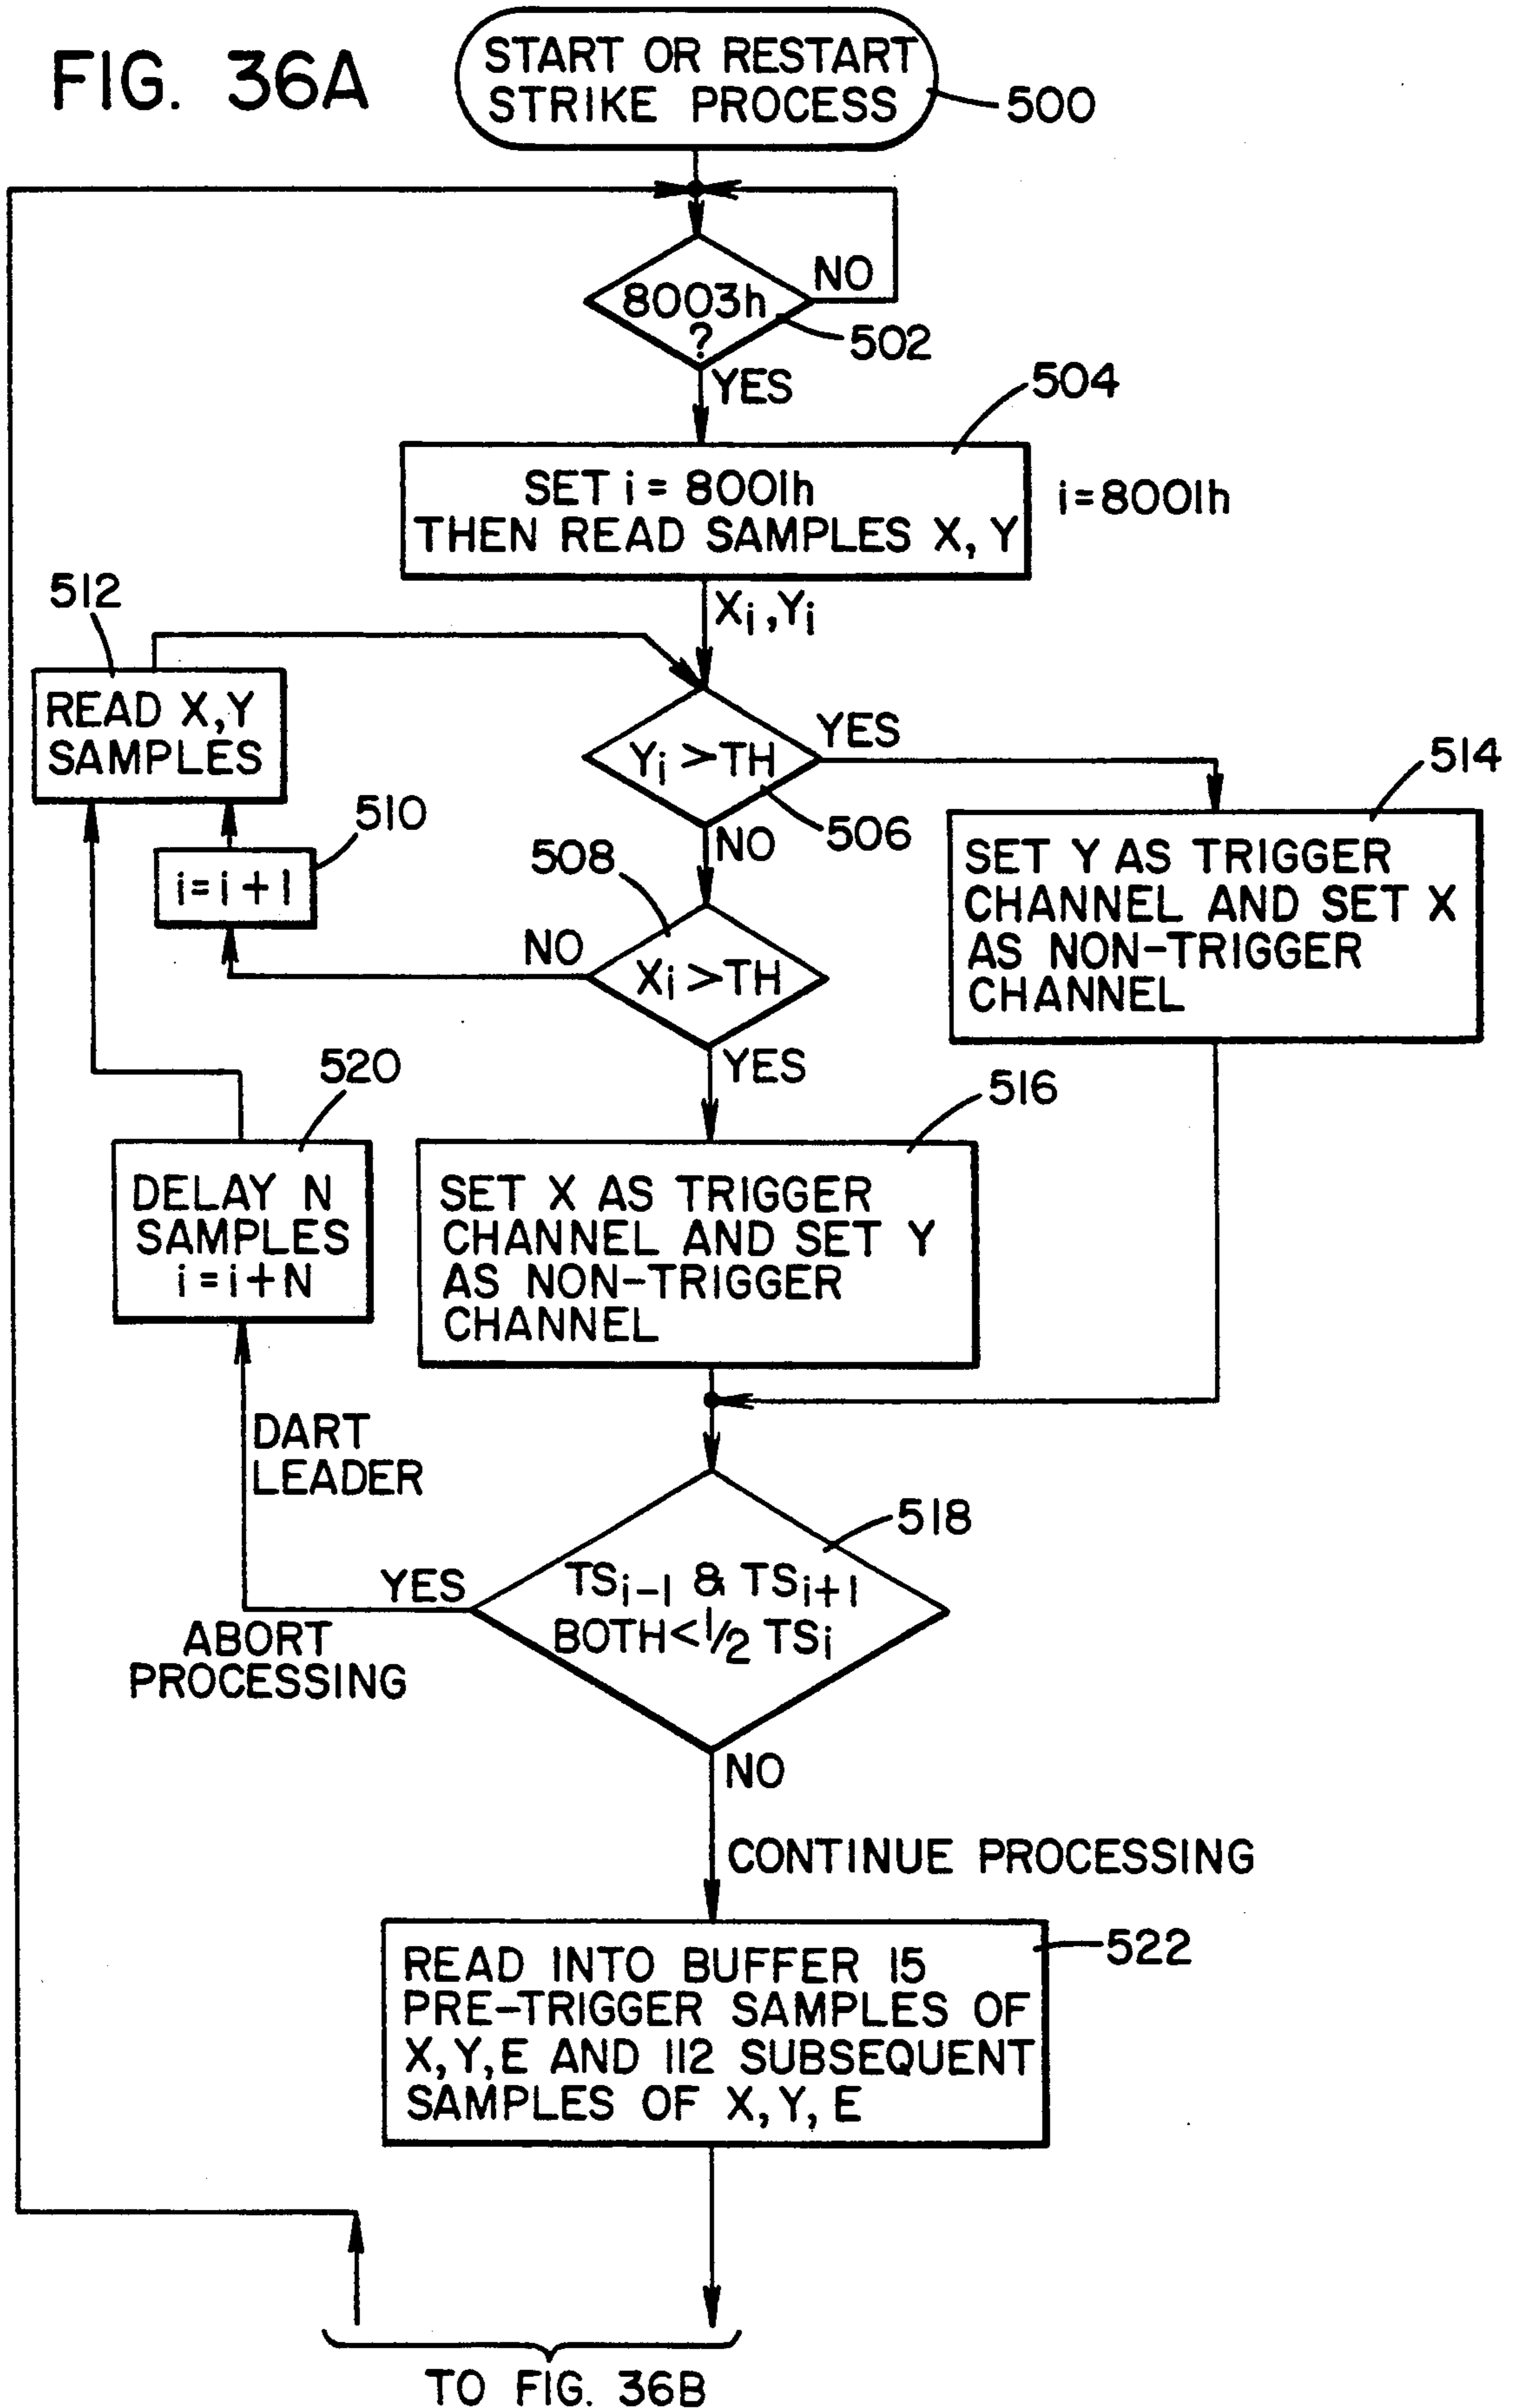 FIG. 36A
START OR RESTART
STRIKE PROCESS
500
NO
8003h
?
502
YES
504
SET i = 8001h
THEN READ SAMPLES X, Y
i=8001h
512
Xi ,Yi
READ X,Y
SAMPLES
YES
Yi >TH
514
510
506
NO
508
i= i + 1
SET Y AS TRIGGER
CHANNEL AND SET X
AS NON-TRIGGER
CHANNEL
NO
Xi >TH
YES
520
516
DELAY N
SAMPLES
i = i+N
SET X AS TRIGGER
CHANNEL AND SET Y
AS NON-TRIGGER
CHANNEL
DART
LEADER
518
YES
TSi-1 & TSi+1
BOTH<1/2 TSi
ABORT
PROCESSING
NO
CONTINUE PROCESSING
522
READ INTO BUFFER 15
PRE-TRIGGER SAMPLES OF
X,Y,E AND 112 SUBSEQUENT
SAMPLES OF X,Y,E
TO FIG. 36B